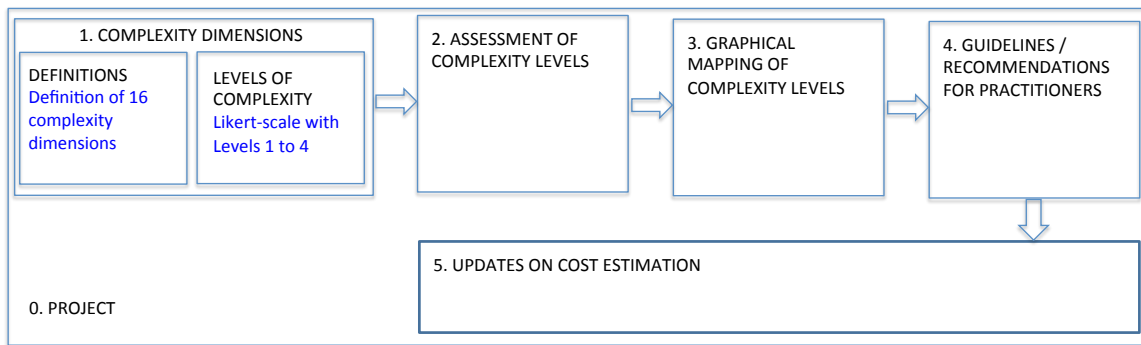 1. COMPLEXITY DIMENSIONS
DEFINITIONS
Definition of 16
complexity
dimensions
LEVELS OF
COMPLEXITY
Likert-scale with
Levels 1 to 4
2. ASSESSMENT OF
COMPLEXITY LEVELS
3. GRAPHICAL
MAPPING OF
COMPLEXITY LEVELS
4. GUIDELINES /
RECOMMENDATIONS
FOR PRACTITIONERS
5. UPDATES ON COST ESTIMATION
0. PROJECT